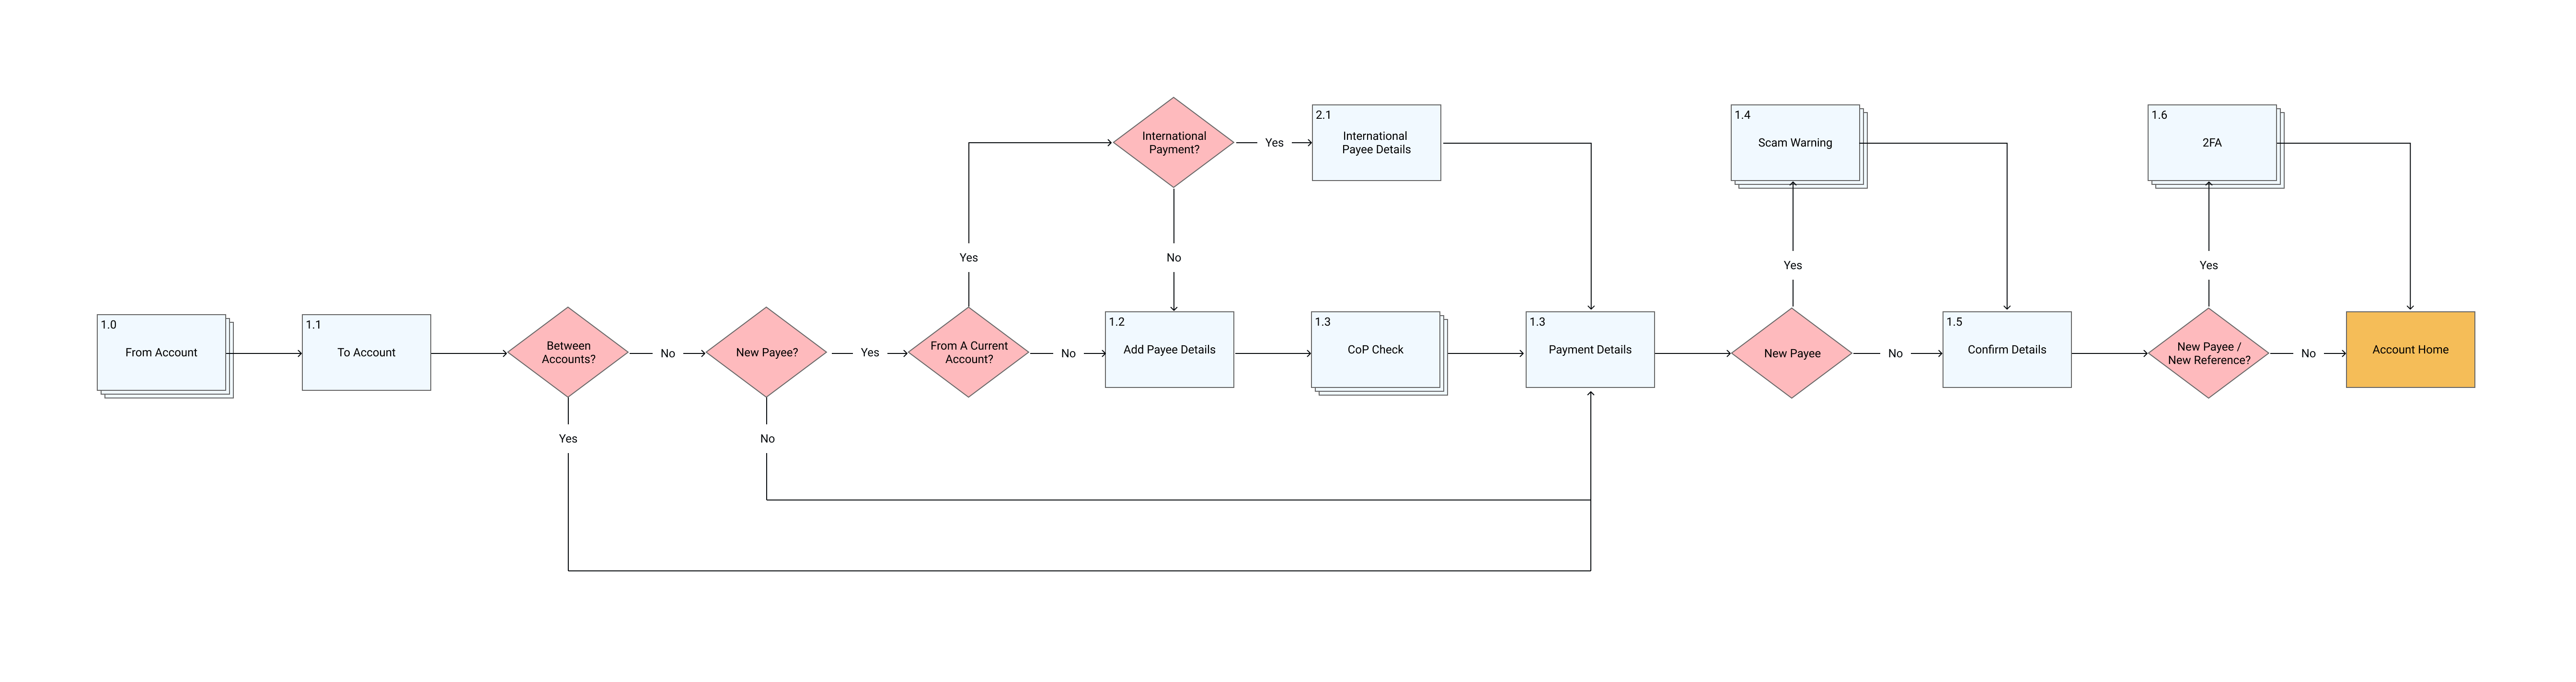 International
Payment?
Yes
2.1
International
Payee Details
1.4
Scam Warning
1.6
2FA
Yes
No
Yes
Yes
1.0
From Account
1.1
To Account
Between
Accounts?
No
New Payee?
Yes
From A Current
Account?
No
1.2
Add Payee Details
1.3
CoP Check
1.3
Payment Details
New Payee
No
1.5
Confirm Details
New Payee /
New Reference?
No
Account Home
Yes
No